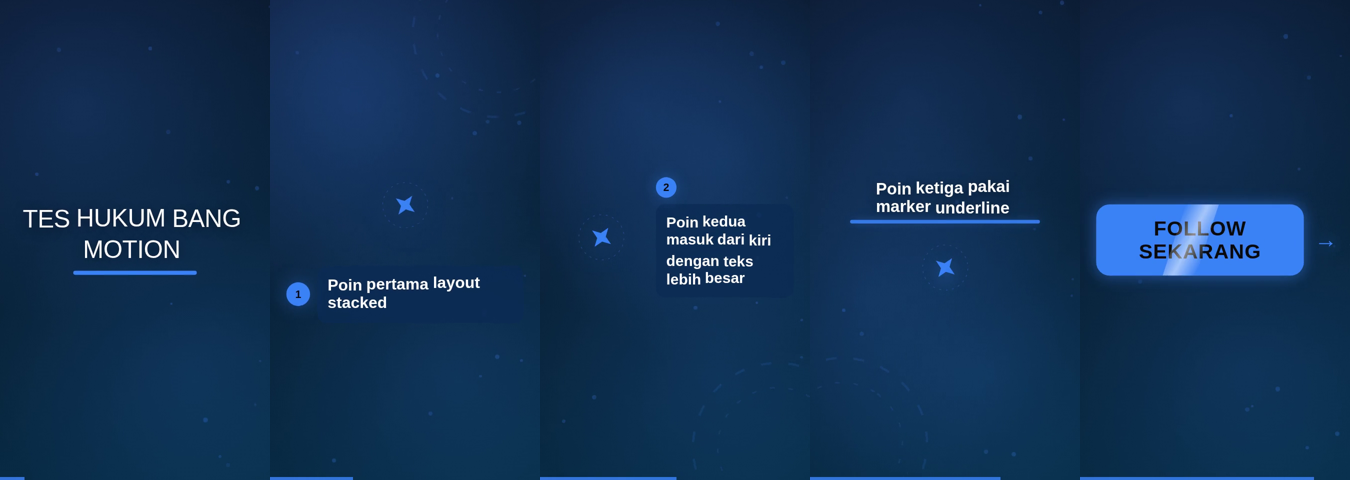 TES HUKUM BANG
MOTION
1
Poin pertama layout
stacked
2
Poin kedua
masuk dari kiri
dengan teks
lebih besar
Poin ketiga pakai
marker underline
FOLLOW
SEKARANG
→